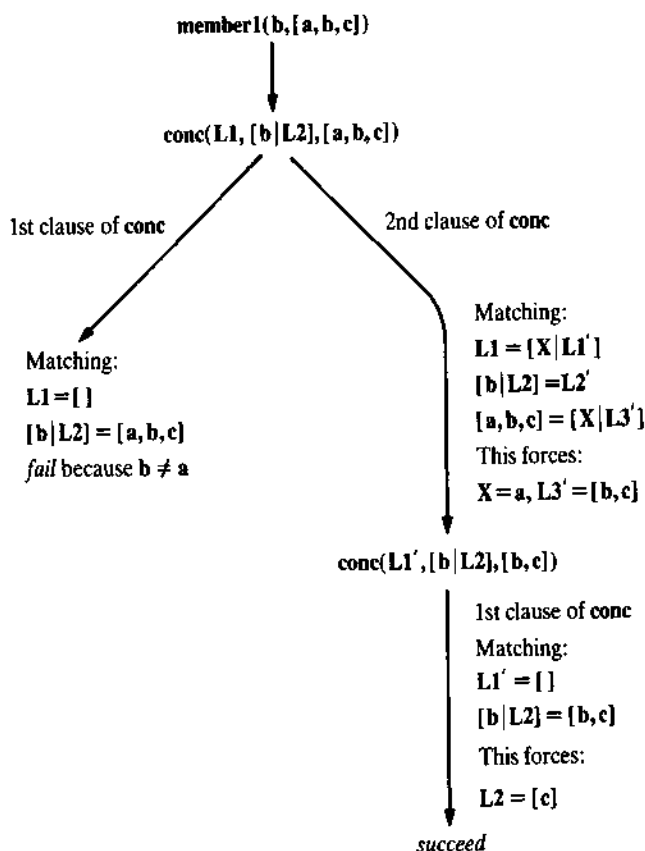 member1(b,[a,b,c])
conc(L1, [b|L2],[a,b,c])
1st clause of conc
2nd clause of conc
Matching:
L1=[ ]
[b|L2] = [a,b,c]
fail because b ≠ a
Matching:
L1 = [X|L1′]
[b|L2] =L2′
[a,b,c] = [X|L3′]
This forces:
X=a, L3′ = [b,c]
conc(L1′,[b|L2],[b,c])
1st clause of conc
Matching:
L1′ = [ ]
[b|L2] = [b,c]
This forces:
L2 = [c]
succeed